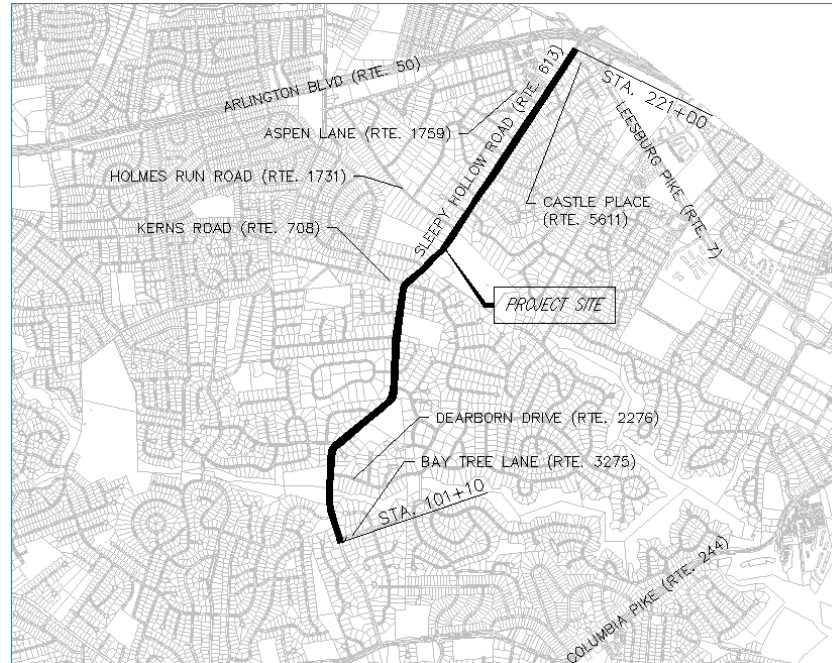 ARLINGTON BLVD (RTE. 50)
SLEEPY HOLLOW ROAD (RTE. 613)
STA. 221+00
ASPEN LANE (RTE. 1759)
LEESBURG PIKE (RTE. 7)
HOLMES RUN ROAD (RTE. 1731)
CASTLE PLACE
(RTE. 5611)
KERNS ROAD (RTE. 708)
PROJECT SITE
DEARBORN DRIVE (RTE. 2276)
BAY TREE LANE (RTE. 3275)
STA. 101+10
COLUMBIA PIKE (RTE. 244)